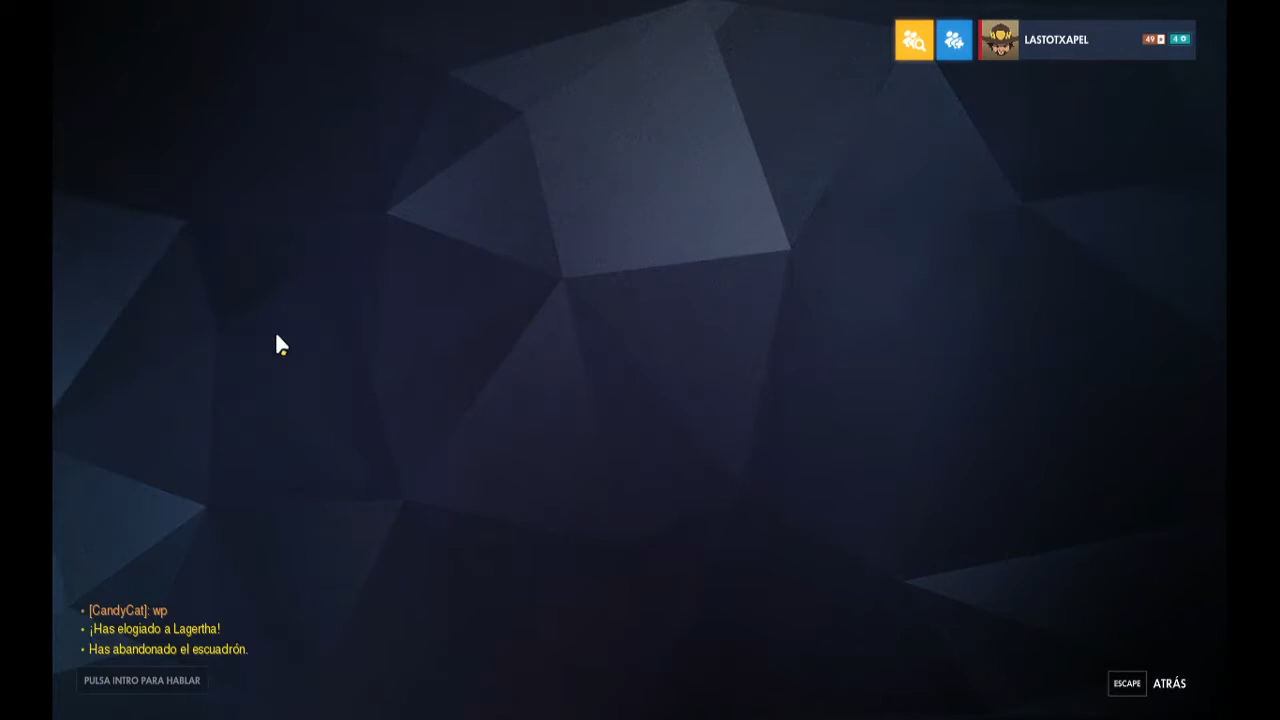 LASTOTXAPEL
49
4
[CandyCat]: wp
¡Has elogiado a Lagertha!
Has abandonado el escuadrón.
PULSA INTRO PARA HABLAR
ESCAPE ATRÁS